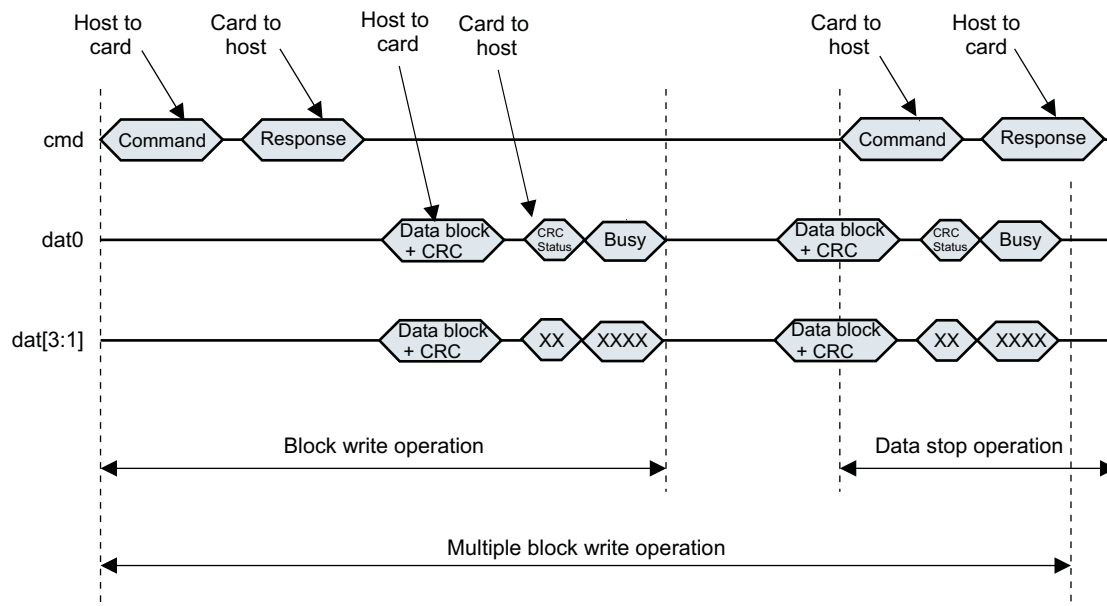 Host to
card
Card to
host
Host to
card
Card to
host
Card to
host
Host to
card
cmd
Command
Response
Command
Response
dat0
Data block
+ CRC
CRC
Status
Busy
Data block
+ CRC
CRC
Status
Busy
dat[3:1]
Data block
+ CRC
XX
XXXX
Data block
+ CRC
XX
XXXX
Block write operation
Data stop operation
Multiple block write operation